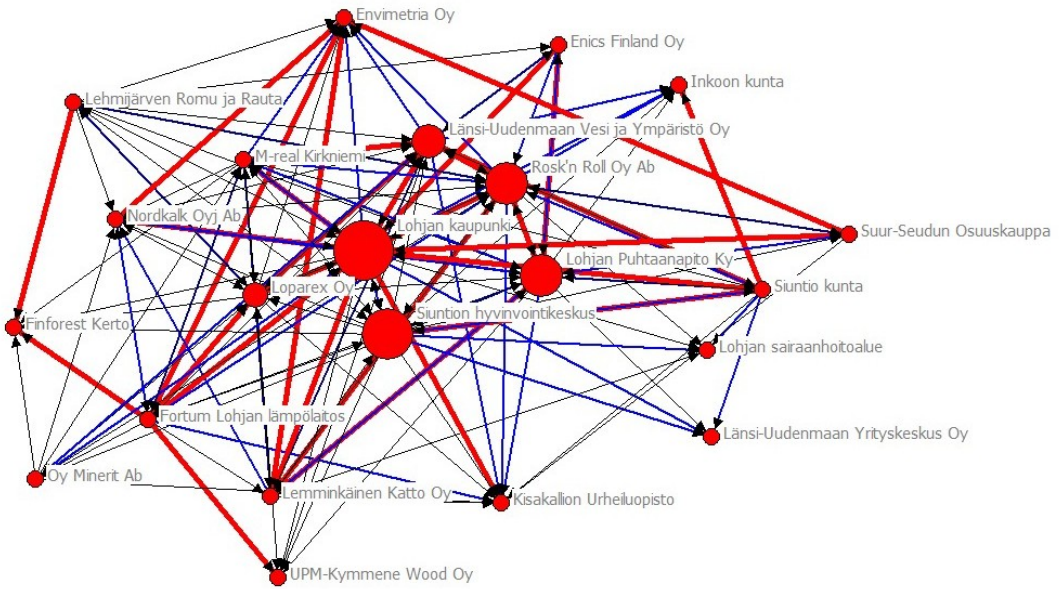 Envimetria Oy
Enics Finland Oy
Inkoon kunta
Lehmijärven Romu ja Rauta
Länsi-Uudenmaan Vesi ja Ympäristö Oy
M-real Kirkniemi
Rosk'n Roll Oy Ab
Nordkalk Oyj Ab
Lohjan kaupunki
Suur-Seudun Osuuskauppa
Lohjan Puhtaanapito Ky
Loparex Oy
Siuntio kunta
Siuntion hyvinvointikeskus
Finforest Kerto
Lohjan sairaanhoitoalue
Fortum Lohjan lämpölaitos
Länsi-Uudenmaan Yrityskeskus Oy
Oy Minerit Ab
Lemminkäinen Katto Oy
Kisakallion Urheiluopisto
UPM-Kymmene Wood Oy